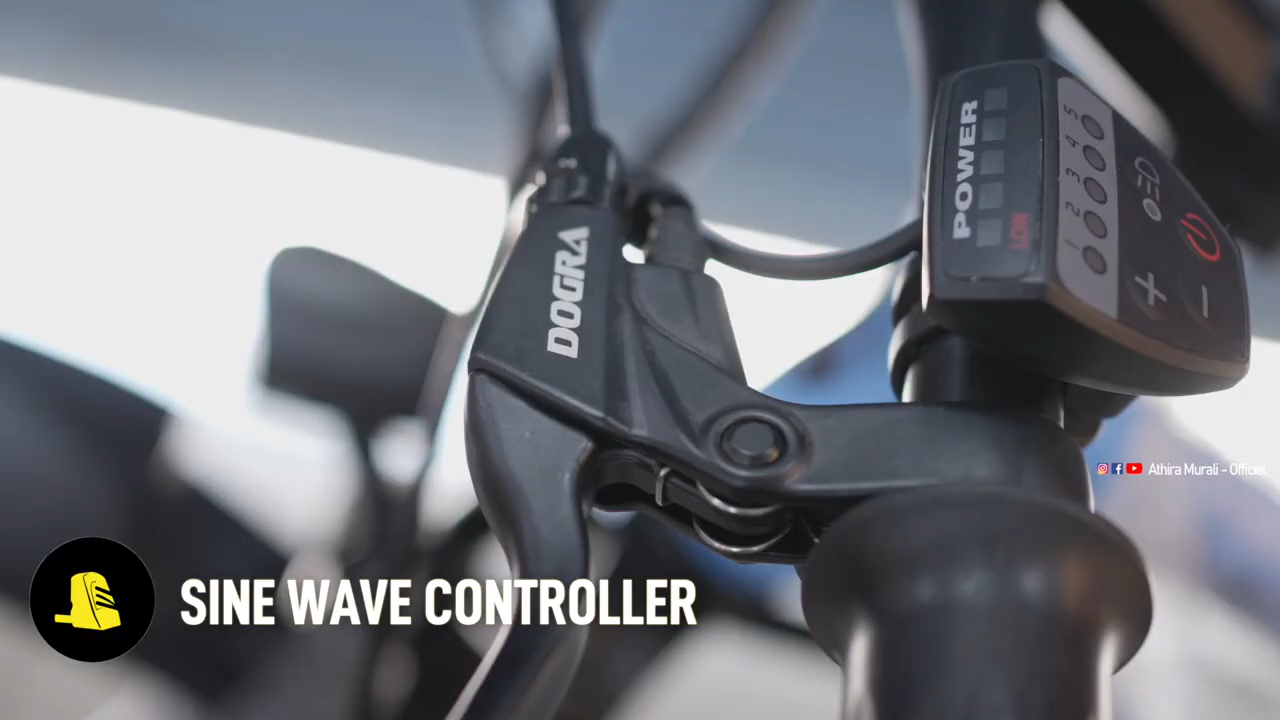 DOGRA
POWER
LOW
1 2 3 4 5
+
−
Athira Murali - Official
SINE WAVE CONTROLLER